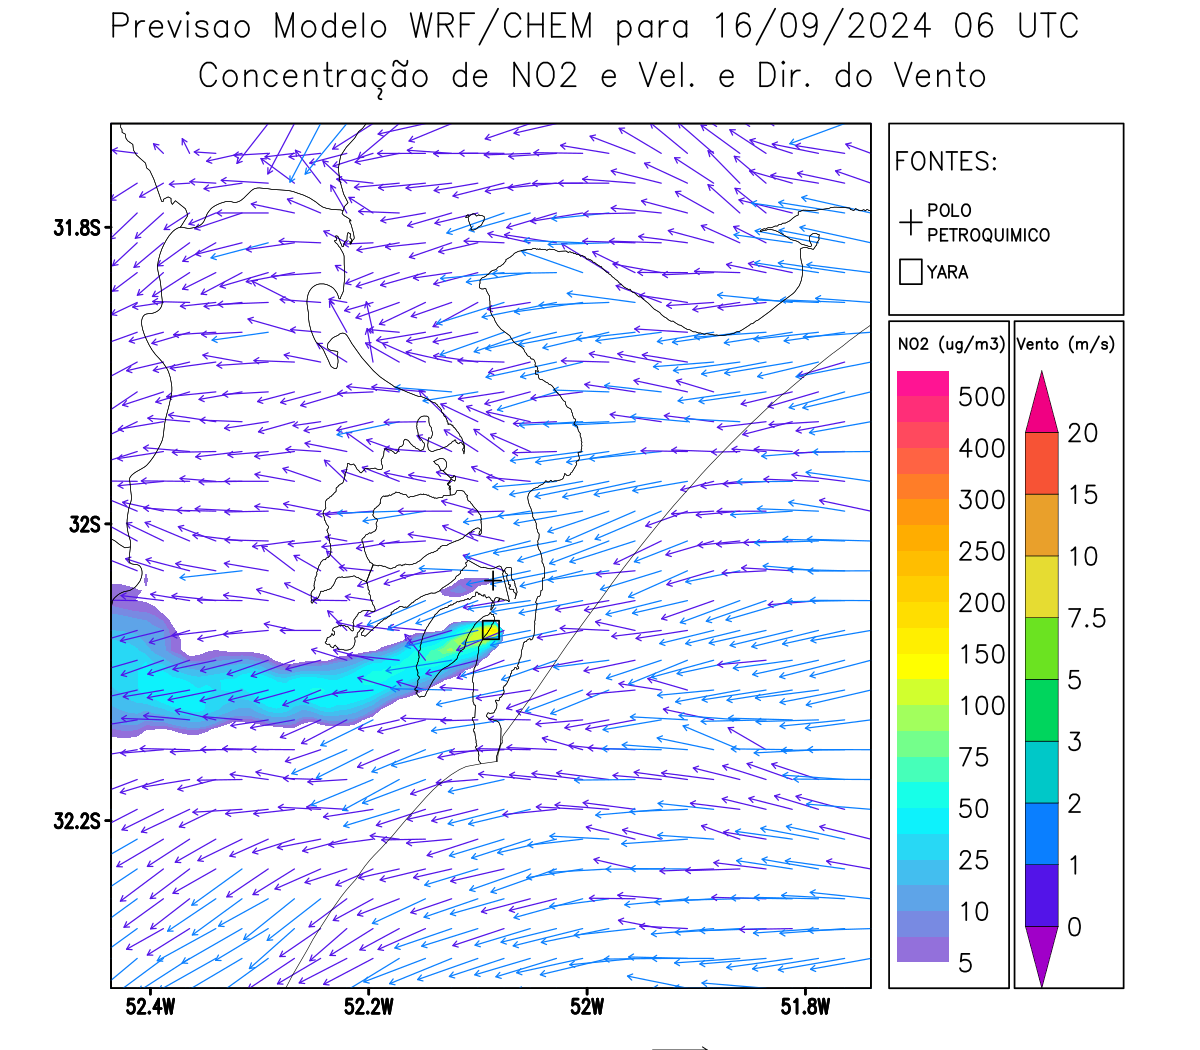 Previsao Modelo WRF/CHEM para 16/09/2024 06 UTC
Concentração de NO2 e Vel. e Dir. do Vento
FONTES:
POLO
PETROQUIMICO
YARA
NO2 (ug/m3)
500
400
300
250
200
150
100
75
50
25
10
5
Vento (m/s)
20
15
10
7.5
5
3
2
1
0
31.8S
32S
32.2S
52.4W
52.2W
52W
51.8W